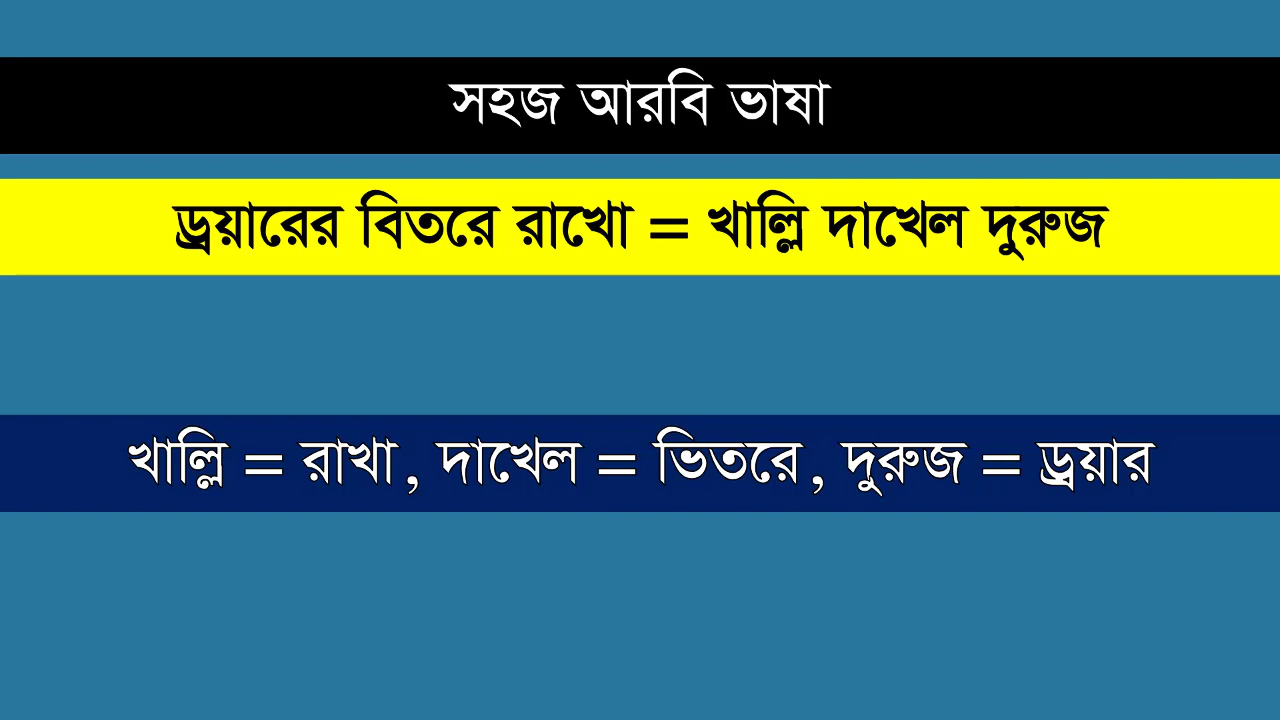 সহজ আরবি ভাষা
ড্রয়ারের বিতরে রাখো = খাল্লি দাখেল দুরুজ
খাল্লি = রাখা, দাখেল = ভিতরে, দুরুজ = ড্রয়ার